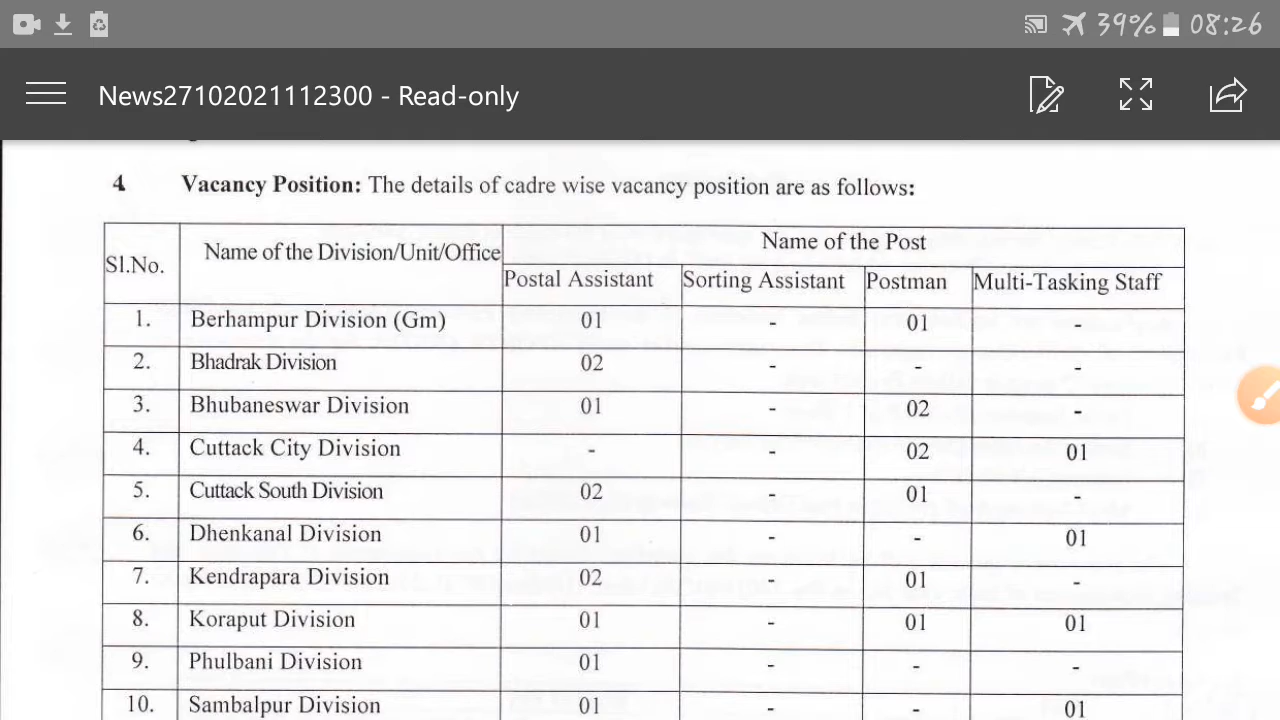 39% 08:26
News27102021112300 - Read-only
4 Vacancy Position: The details of cadre wise vacancy position are as follows:
Sl.No. Name of the Division/Unit/Office Name of the Post
Postal Assistant Sorting Assistant Postman Multi-Tasking Staff
1. Berhampur Division (Gm) 01 - 01 -
2. Bhadrak Division 02 - - -
3. Bhubaneswar Division 01 - 02 -
4. Cuttack City Division - - 02 01
5. Cuttack South Division 02 - 01 -
6. Dhenkanal Division 01 - - 01
7. Kendrapara Division 02 - 01 -
8. Koraput Division 01 - 01 01
9. Phulbani Division 01 - - -
10. Sambalpur Division 01 - - 01